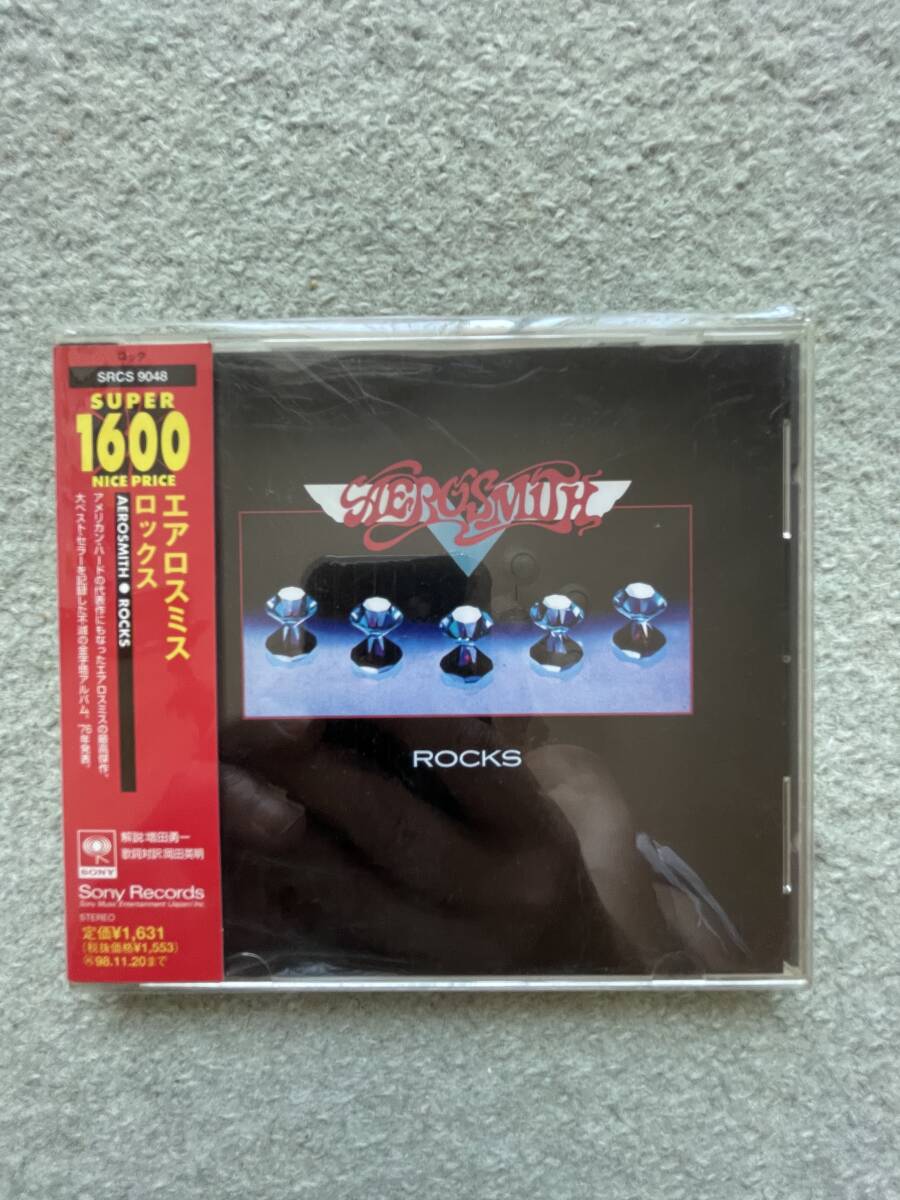 ロック
SRCS 9048
SUPER
1600
NICE PRICE
エアロスミス
ロックス
AEROSMITH ● ROCKS
アメリカン・ハードの代表作にもなったエアロスミスの最高傑作。
大ベスト・セラーを記録した不滅の金字塔アルバム。'76年発表。
SONY
解説:増田勇一
歌詞対訳:岡田英明
Sony Records
Sony Music Entertainment (Japan) Inc.
STEREO
定価¥1,631
(税抜価格¥1,553)
98.11.20まで
AEROSMITH
ROCKS